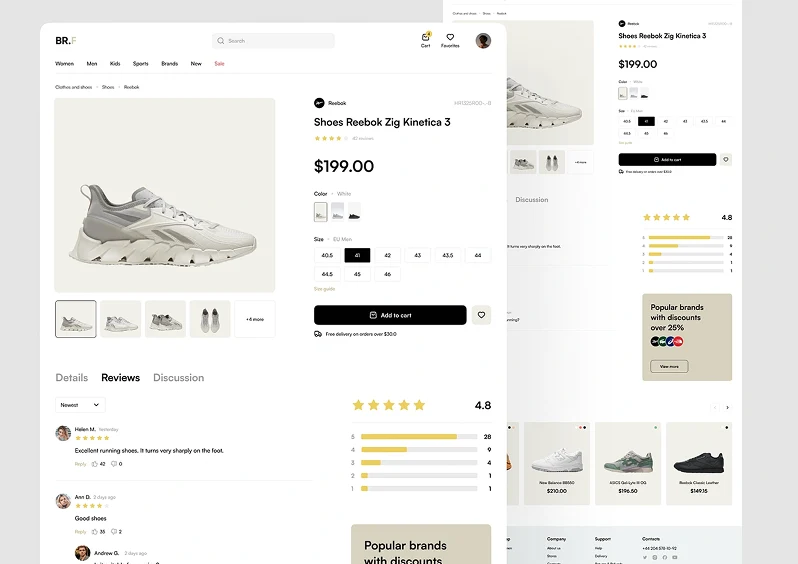 BR.F
Search
4
Cart
Favorites
Women Men Kids Sports Brands New Sale
Clothes and shoes Shoes Reebok
Reebok
Shoes Reebok Zig Kinetica 3
42 reviews
$199.00
Color White
Size EU Men
40.5 41 42 43 43.5 44
44.5 45 46
Size guide
+4 more
Add to cart
Free delivery on orders over $30.0
Details Reviews Discussion
Newest
Helen M. Yesterday
Excellent running shoes. It turns very sharply on the foot.
Reply 42 0
Ann D. 2 days ago
Good shoes
Reply 35 2
Andrew G. 2 days ago
4.8
5 28
4 9
3 4
2 1
1 1
Popular brands
with discounts
Clothes and shoes Shoes Reebok
Reebok
Shoes Reebok Zig Kinetica 3
$199.00
Color White
Size EU Men
40.5 41 42 43 43.5 44
44.5 45 46
Size guide
+4 more
Add to cart
Free delivery on orders over $30.0
Discussion
It turns very sharply on the foot.
4.8
5 28
4 9
3 4
2 1
1 1
Popular brands
with discounts
over 25%
View more
New Balance BB550
$210.00
ASICS Gel-Lyte III OG
$196.50
Reebok Classic Leather
$149.15
Company
About us
Stores
Support
Help
Delivery
Contacts
+44 204 578-10-92